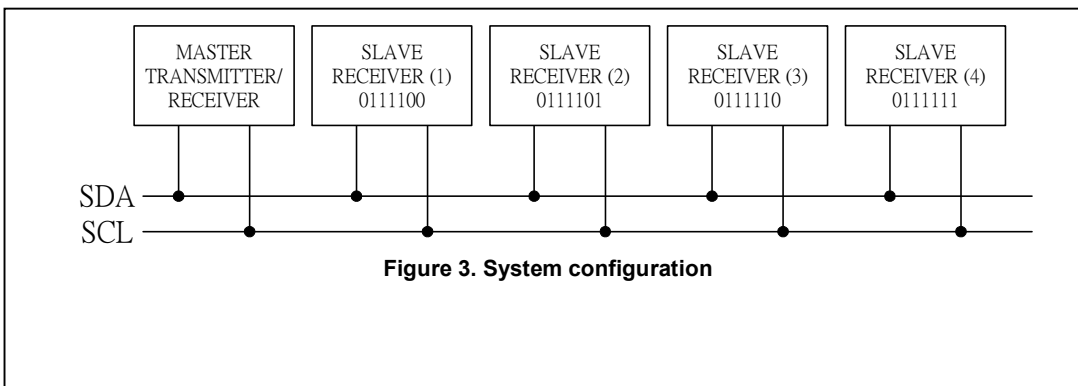 MASTER
TRANSMITTER/
RECEIVER
SLAVE
RECEIVER (1)
0111100
SLAVE
RECEIVER (2)
0111101
SLAVE
RECEIVER (3)
0111110
SLAVE
RECEIVER (4)
0111111
SDA
SCL
Figure 3. System configuration